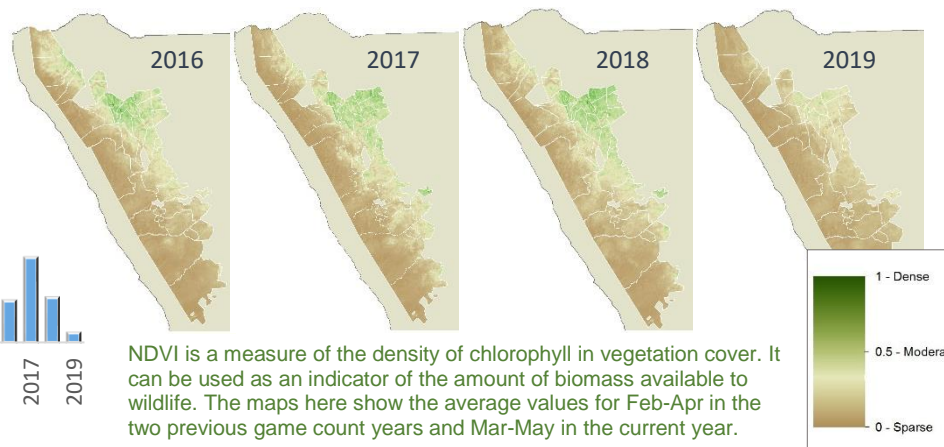 2016
2017
2018
2019
1 - Dense
0.5 - Modera
0 - Sparse
2017
2019
NDVI is a measure of the density of chlorophyll in vegetation cover. It
can be used as an indicator of the amount of biomass available to
wildlife. The maps here show the average values for Feb-Apr in the
two previous game count years and Mar-May in the current year.